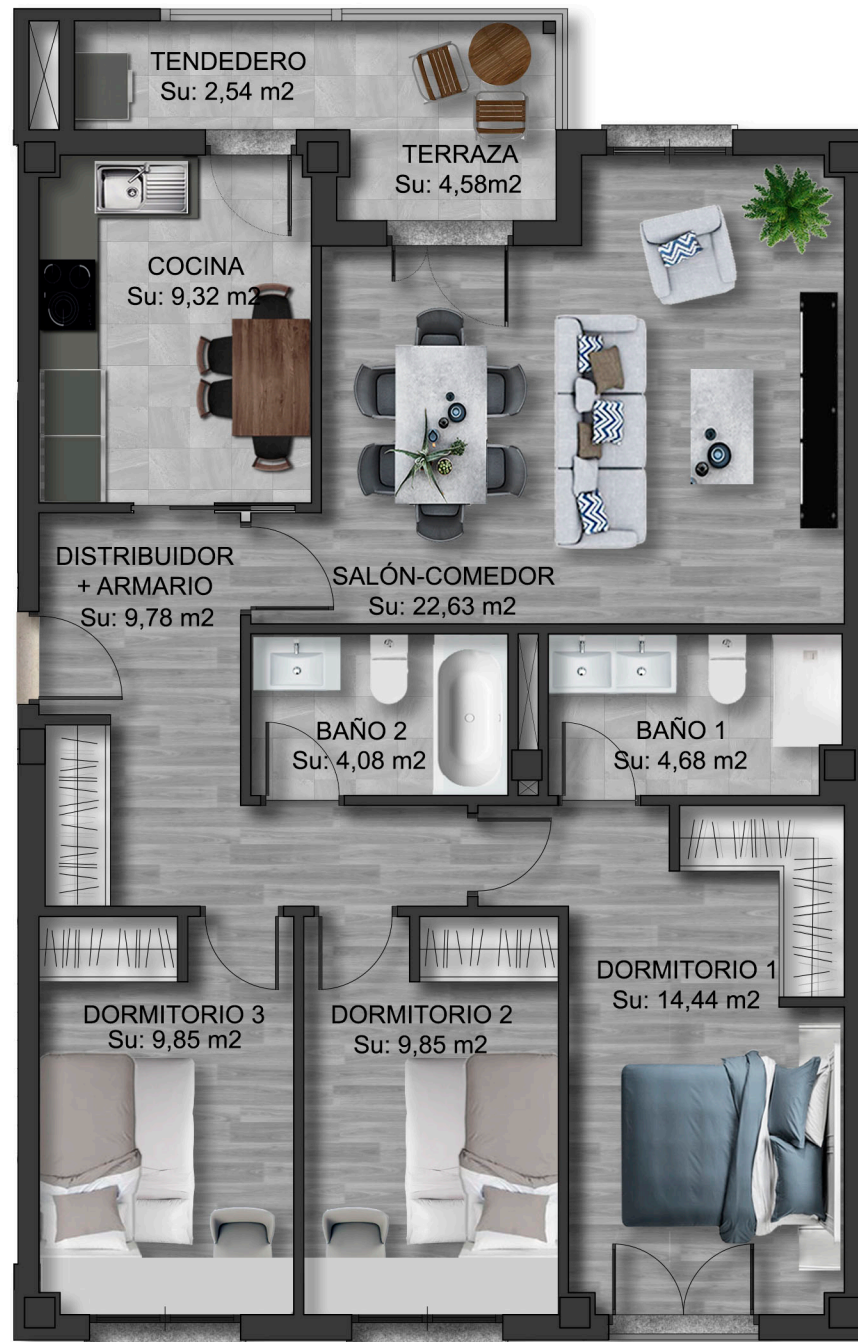 TENDEDERO
Su: 2,54 m2
TERRAZA
Su: 4,58m2
COCINA
Su: 9,32 m2
DISTRIBUIDOR
+ ARMARIO
Su: 9,78 m2
SALÓN-COMEDOR
Su: 22,63 m2
BAÑO 2
Su: 4,08 m2
BAÑO 1
Su: 4,68 m2
DORMITORIO 1
Su: 14,44 m2
DORMITORIO 3
Su: 9,85 m2
DORMITORIO 2
Su: 9,85 m2